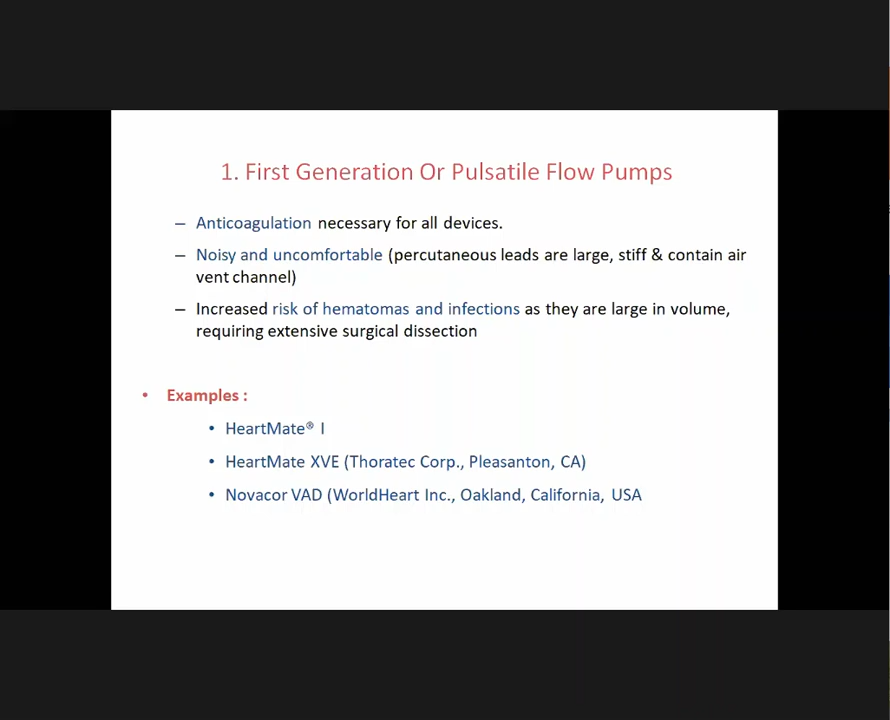 1. First Generation Or Pulsatile Flow Pumps
– Anticoagulation necessary for all devices.
– Noisy and uncomfortable (percutaneous leads are large, stiff & contain air
vent channel)
– Increased risk of hematomas and infections as they are large in volume,
requiring extensive surgical dissection
• Examples :
• HeartMate® I
• HeartMate XVE (Thoratec Corp., Pleasanton, CA)
• Novacor VAD (WorldHeart Inc., Oakland, California, USA